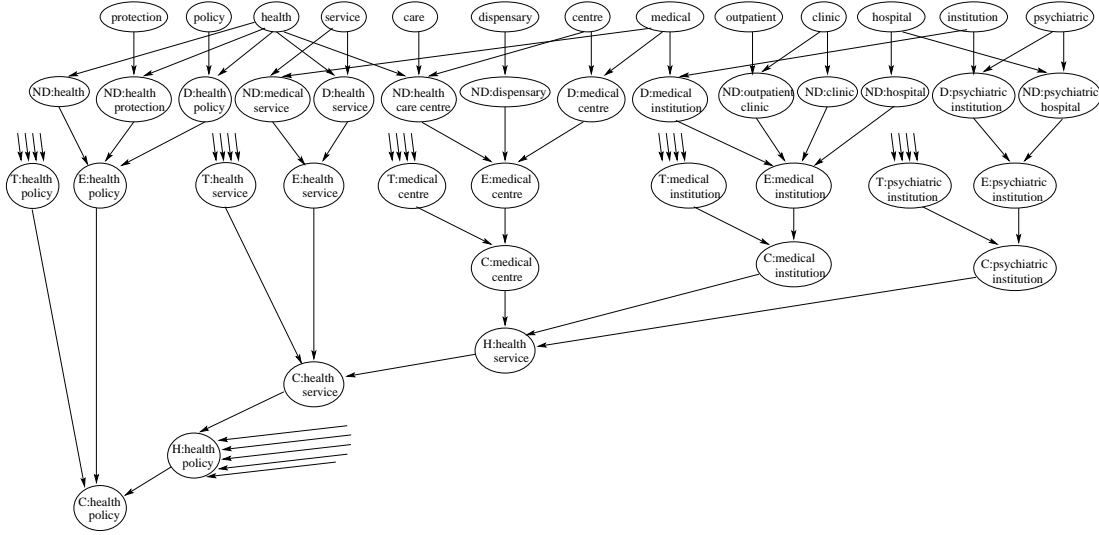 protection policy health service care dispensary centre medical outpatient clinic hospital institution psychiatric
ND:health
ND:health
protection
D:health
policy
ND:medical
service
D:health
service
ND:health
care centre
ND:dispensary
D:medical
centre
D:medical
institution
ND:outpatient
clinic
ND:clinic
ND:hospital
D:psychiatric
institution
ND:psychiatric
hospital
T:health
policy
E:health
policy
T:health
service
E:health
service
T:medical
centre
E:medical
centre
T:medical
institution
E:medical
institution
T:psychiatric
institution
E:psychiatric
institution
C:medical
centre
C:medical
institution
C:psychiatric
institution
H:health
service
C:health
service
H:health
policy
C:health
policy